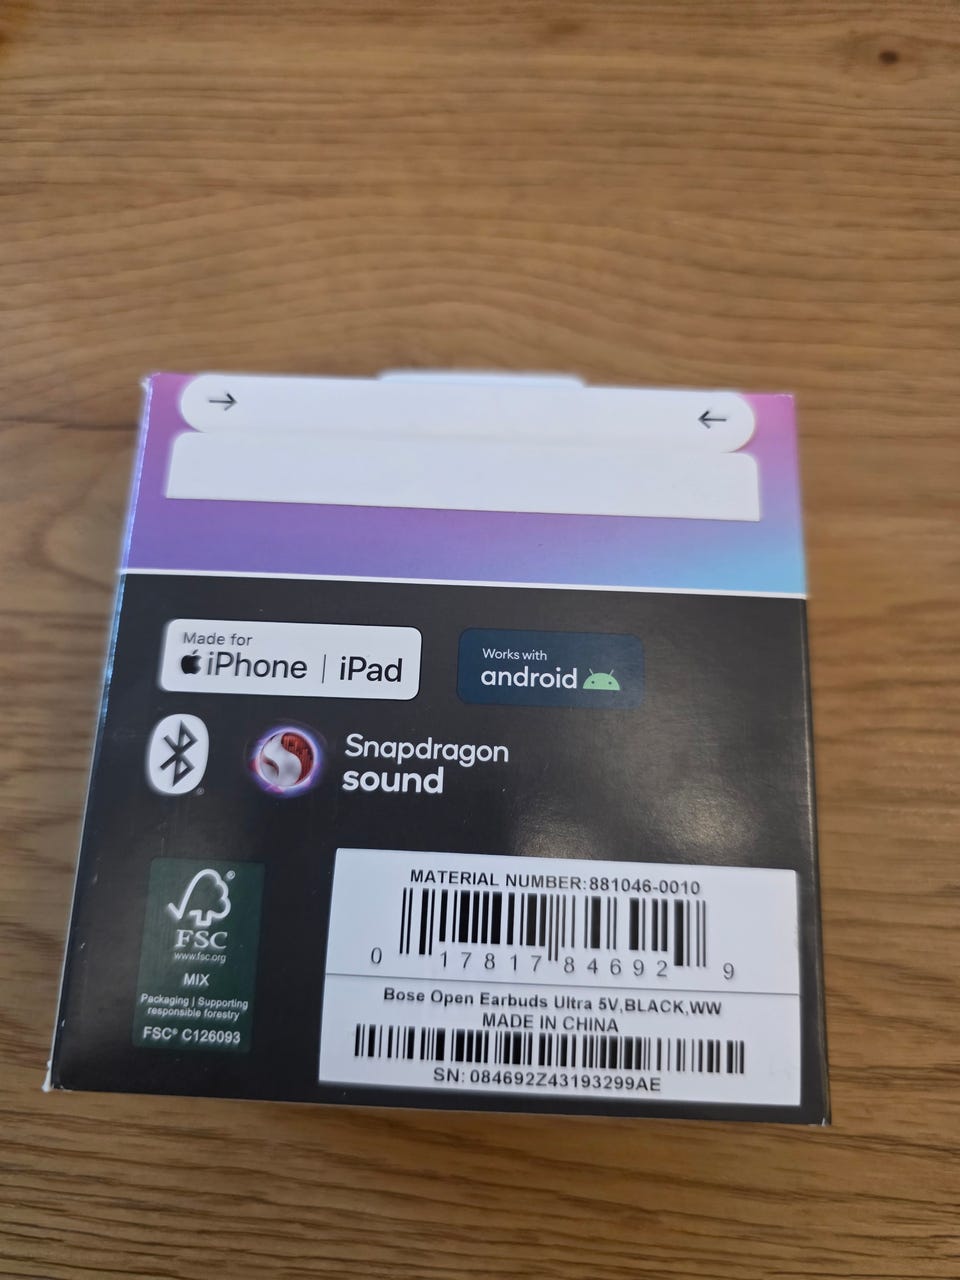 → ←
Made for
iPhone | iPad
Works with
android
Snapdragon
sound
®
FSC®
www.fsc.org
MIX
Packaging | Supporting
responsible forestry
FSC® C126093
MATERIAL NUMBER:881046-0010
0 17817 84692 9
Bose Open Earbuds Ultra 5V,BLACK,WW
MADE IN CHINA
SN: 084692Z43193299AE